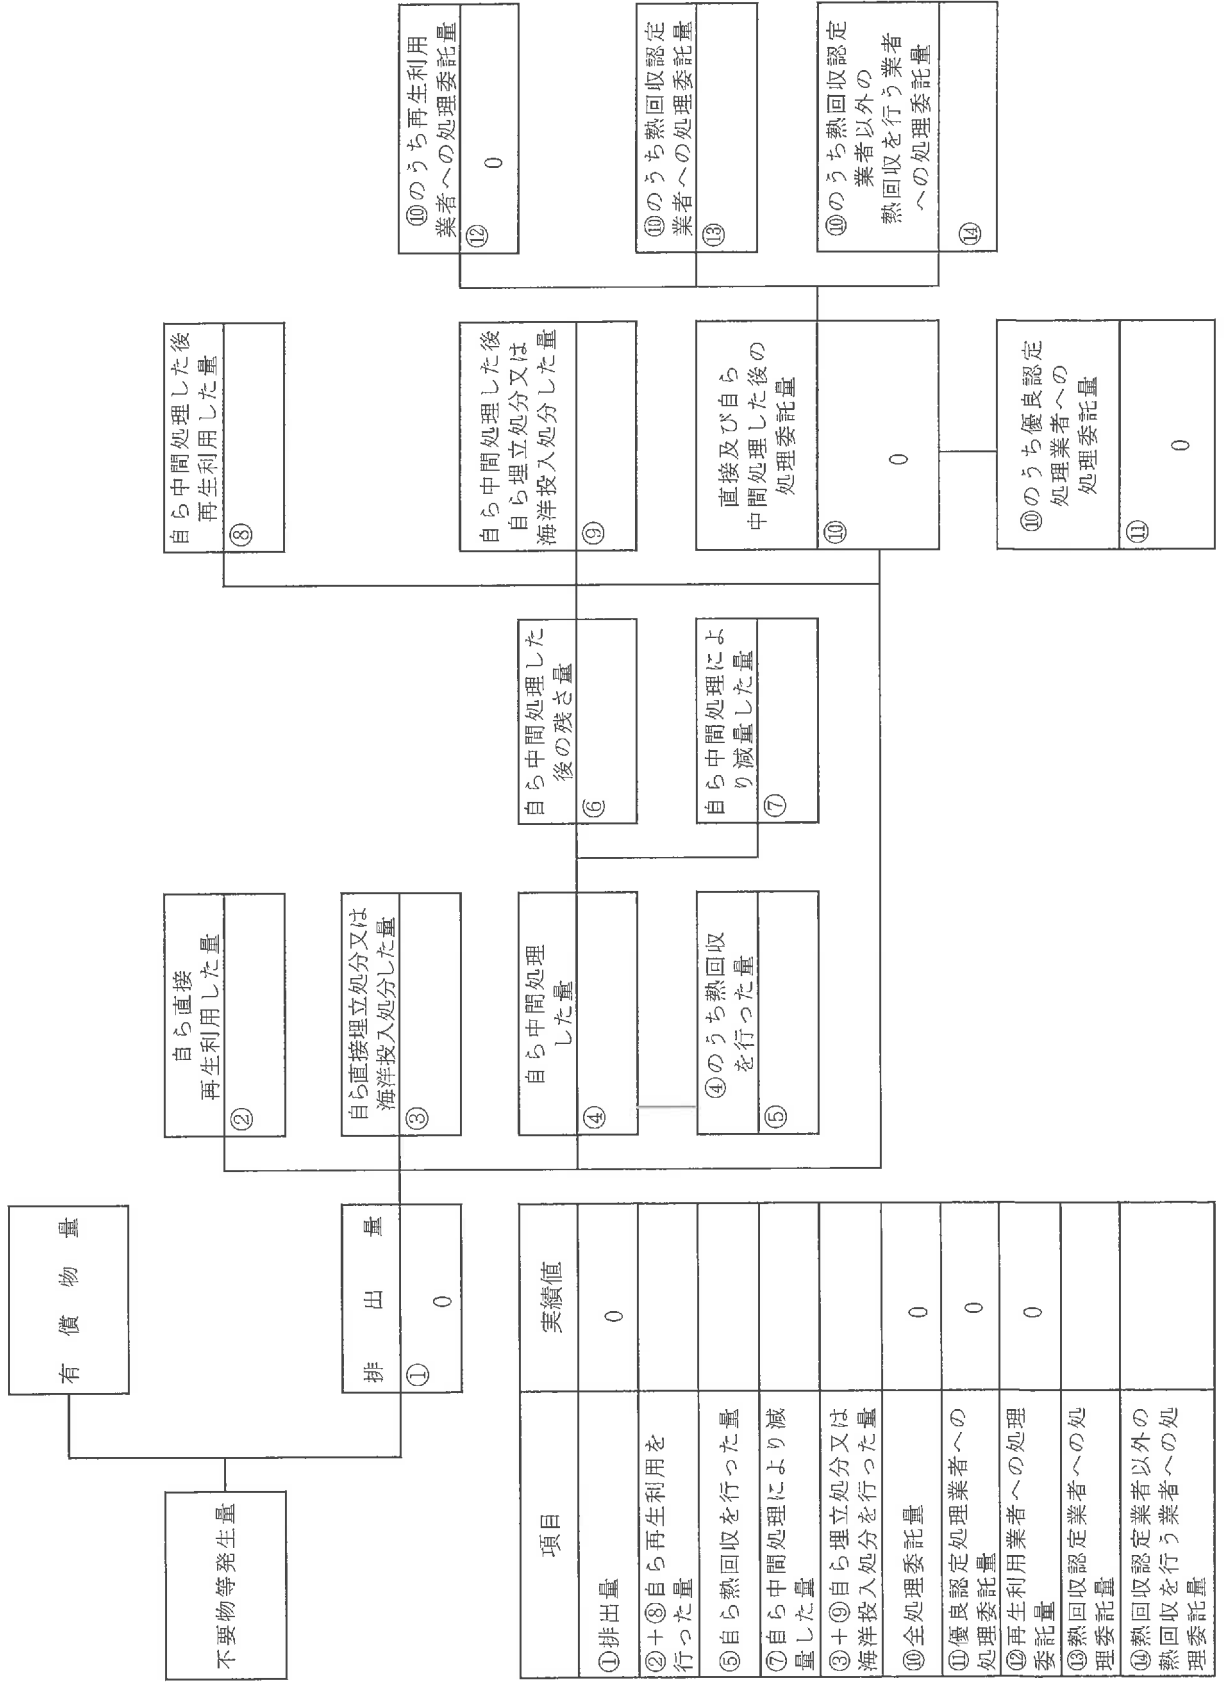 不要物等発生量
有償物量
排出量
①
0
自ら直接
再生利用した量
②
自ら直接埋立処分又は
海洋投入処分した量
③
自ら中間処理
した量
④
④のうち熱回収
を行った量
⑤
自ら中間処理した
後の残さ量
⑥
自ら中間処理によ
り減量した量
⑦
自ら中間処理した後
再生利用した量
⑧
自ら中間処理した後
自ら埋立処分又は
海洋投入処分した量
⑨
直接及び自ら
中間処理した後の
処理委託量
⑩
0
⑩のうち優良認定
処理業者への
処理委託量
⑪
0
⑩のうち再生利用
業者への処理委託量
⑫
0
⑩のうち熱回収認定
業者への処理委託量
⑬
⑩のうち熱回収認定
業者以外の
熱回収を行う業者
への処理委託量
⑭
項目 実績値
①排出量 0
②+⑧自ら再生利用を
行った量
⑤自ら熱回収を行った量
⑦自ら中間処理により減
量した量
③+⑨自ら埋立処分又は
海洋投入処分を行った量
⑩全処理委託量 0
⑪優良認定処理業者への
処理委託量 0
⑫再生利用業者への処理
委託量 0
⑬熱回収認定業者への処
理委託量
⑭熱回収認定業者以外の
熱回収を行う業者への処
理委託量